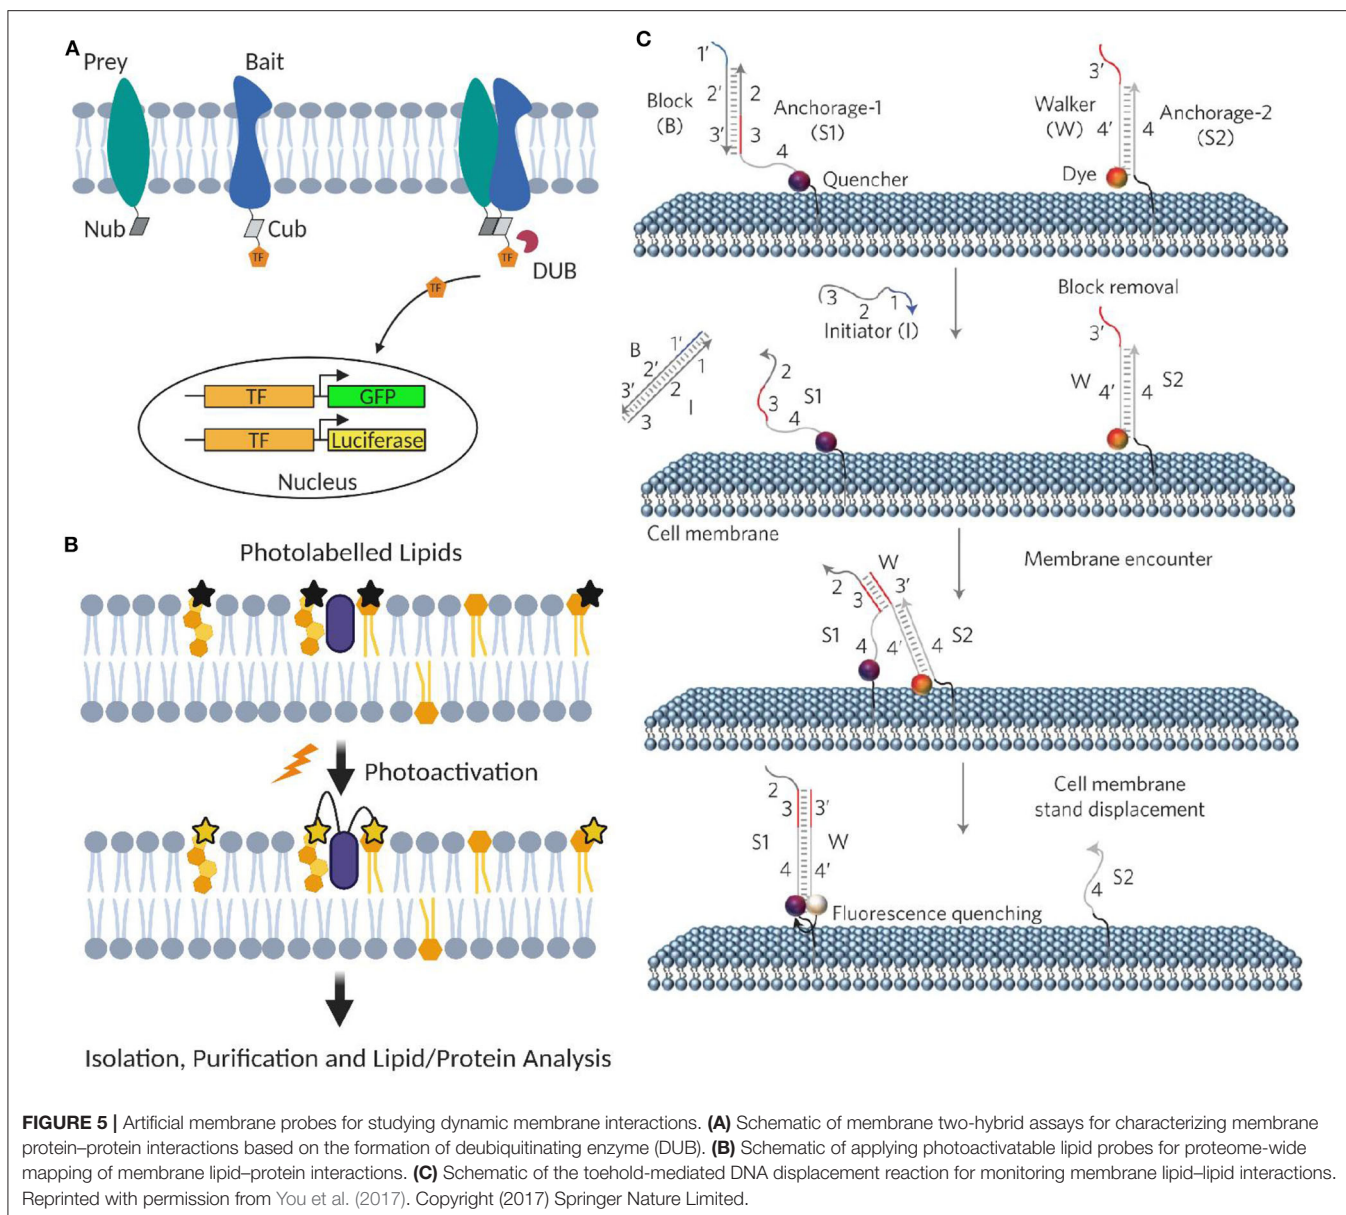 A
Prey
Bait
Nub
Cub
TF
TF
DUB
TF
TF
GFP
TF
Luciferase
Nucleus
B
Photolabelled Lipids
Photoactivation
Isolation, Purification and Lipid/Protein Analysis
C
1′
Block
(B)
2′
2
3′
3
Anchorage-1
(S1)
4
Quencher
3′
Walker
(W)
4′
4
Anchorage-2
(S2)
Dye
3
2
1
Initiator (I)
Block removal
B
1′
2′
1
3′
2
3
I
2
3
4
S1
3′
W
4′
4
S2
Cell membrane
Membrane encounter
W
2
3
3′
S1
4
4′
4
S2
Cell membrane
stand displacement
2
3
3′
S1
W
4
4′
Fluorescence quenching
4
S2
FIGURE 5 | Artificial membrane probes for studying dynamic membrane interactions. (A) Schematic of membrane two-hybrid assays for characterizing membrane
protein–protein interactions based on the formation of deubiquitinating enzyme (DUB). (B) Schematic of applying photoactivatable lipid probes for proteome-wide
mapping of membrane lipid–protein interactions. (C) Schematic of the toehold-mediated DNA displacement reaction for monitoring membrane lipid–lipid interactions.
Reprinted with permission from You et al. (2017). Copyright (2017) Springer Nature Limited.